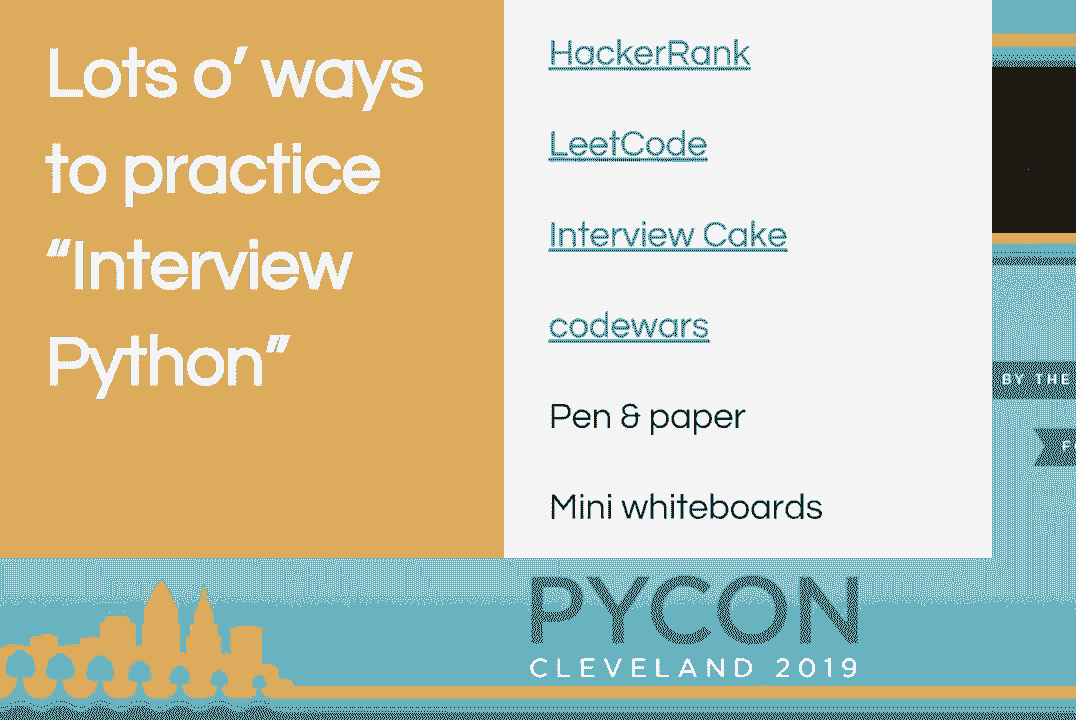 Lots o’ ways
to practice
“Interview
Python”
HackerRank
LeetCode
Interview Cake
codewars
Pen & paper
Mini whiteboards
BY THE
PYCON
CLEVELAND 2019